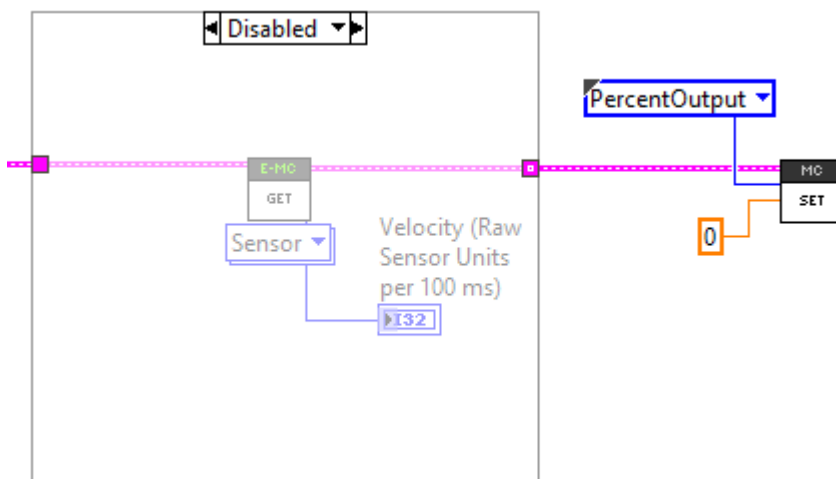 Disabled
PercentOutput
E-MC
GET
MC
SET
Sensor
Velocity (Raw
Sensor Units
per 100 ms)
0
I32